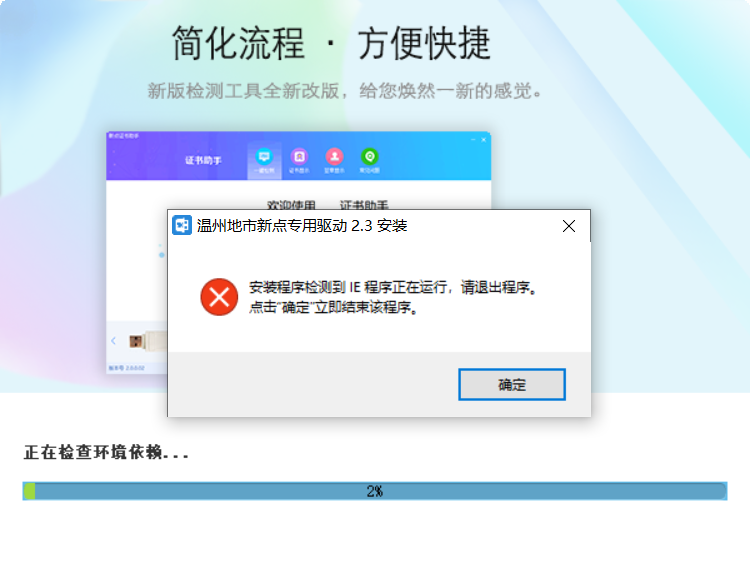 简化流程 · 方便快捷
新版检测工具全新改版，给您焕然一新的感觉。
证书助手
欢迎使用 证书助手
温州地市新点专用驱动 2.3 安装
安装程序检测到 IE 程序正在运行，请退出程序。
点击“确定”立即结束该程序。
确定
正在检查环境依赖...
2%